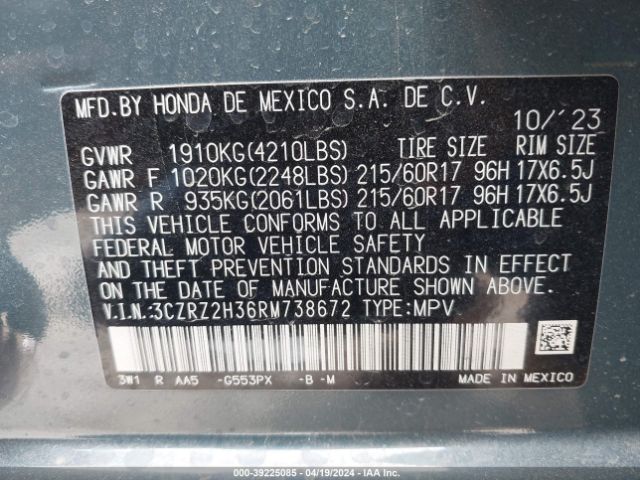 MFD.BY HONDA DE MEXICO S.A. DE C.V.
10/'23
GVWR 1910KG(4210LBS) TIRE SIZE RIM SIZE
GAWR F 1020KG(2248LBS) 215/60R17 96H 17X6.5J
GAWR R 935KG(2061LBS) 215/60R17 96H 17X6.5J
THIS VEHICLE CONFORMS TO ALL APPLICABLE
FEDERAL MOTOR VEHICLE SAFETY
AND THEFT PREVENTION STANDARDS IN EFFECT
ON THE DATE OF MANUFACTURE SHOWN ABOVE.
V.I.N.:3CZRZ2H36RM738672 TYPE:MPV
3W1 R AA5 -G553PX -B -M MADE IN MEXICO
000-39225085 - 04/19/2024 - IAA Inc.